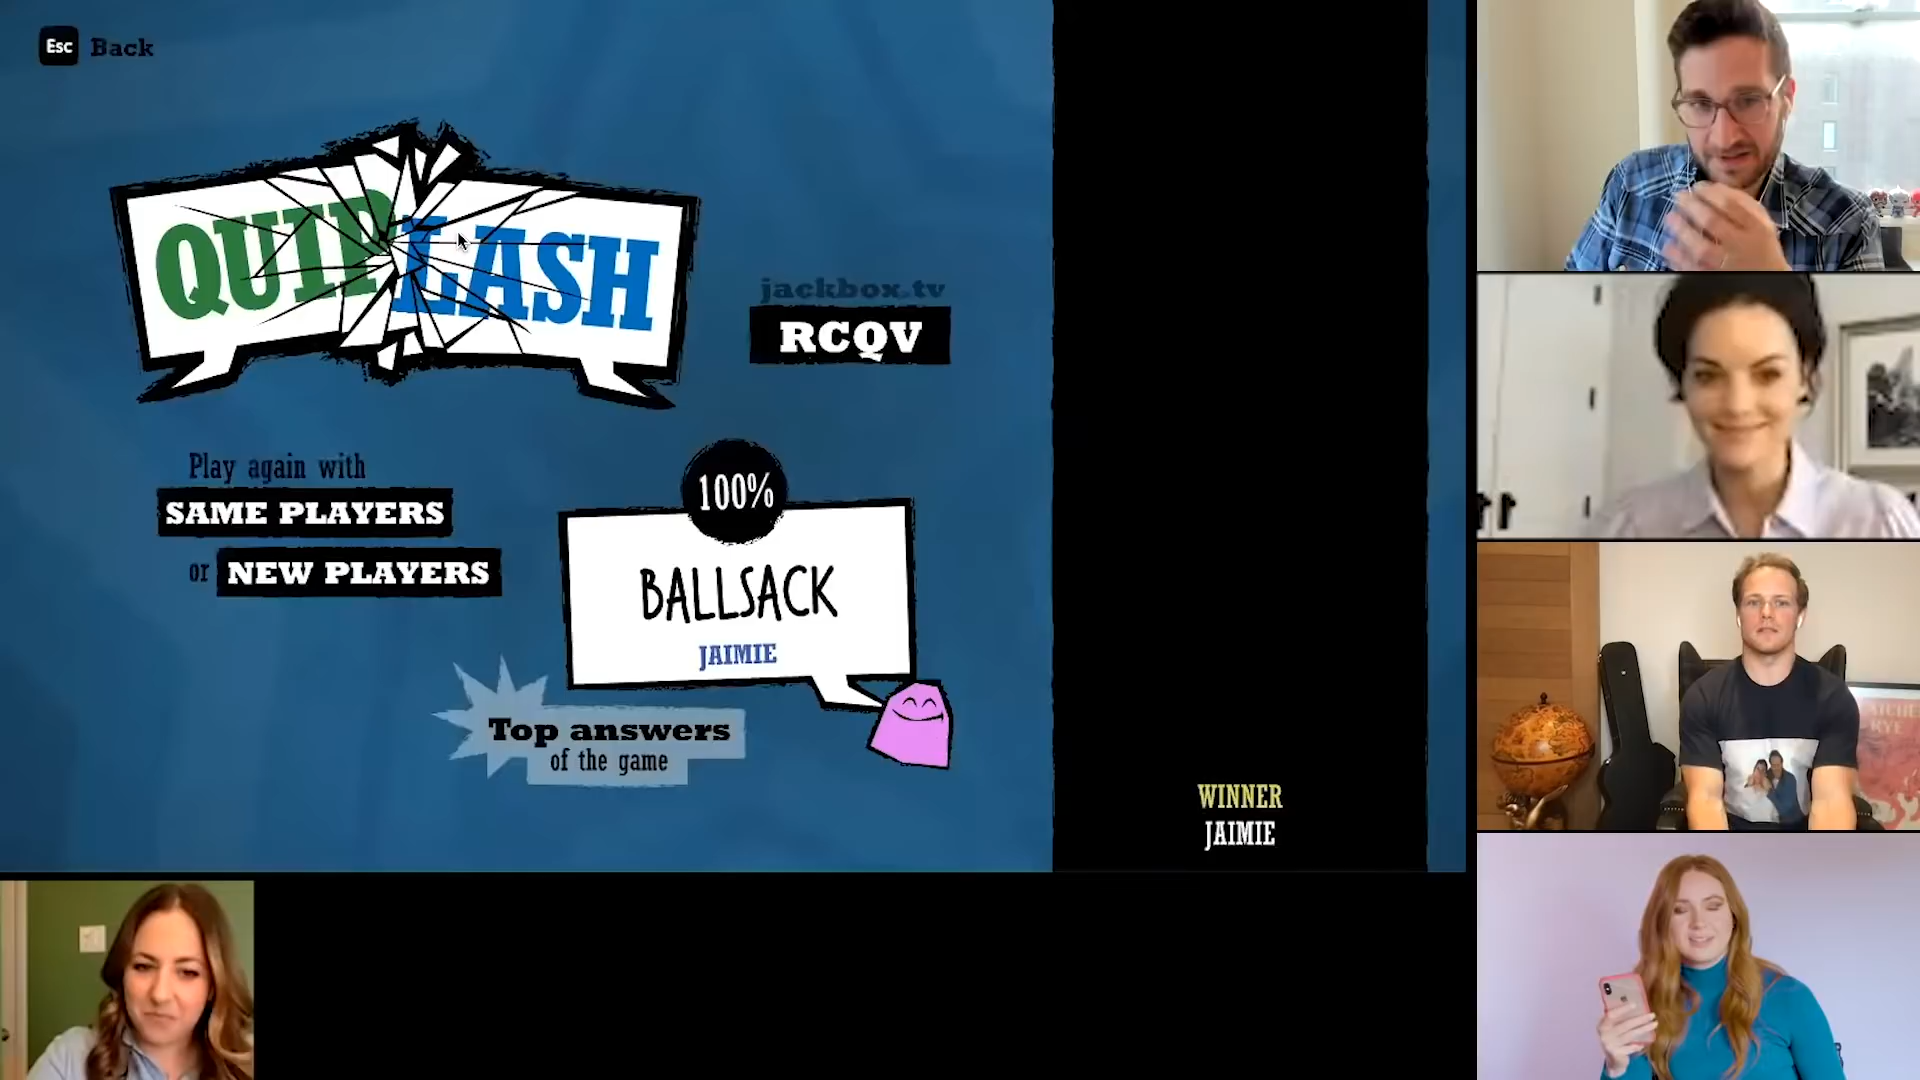 Esc Back
QUIPLASH
jackbox.tv
RCQV
Play again with
SAME PLAYERS
or NEW PLAYERS
100%
BALLSACK
JAIMIE
Top answers
of the game
WINNER
JAIMIE